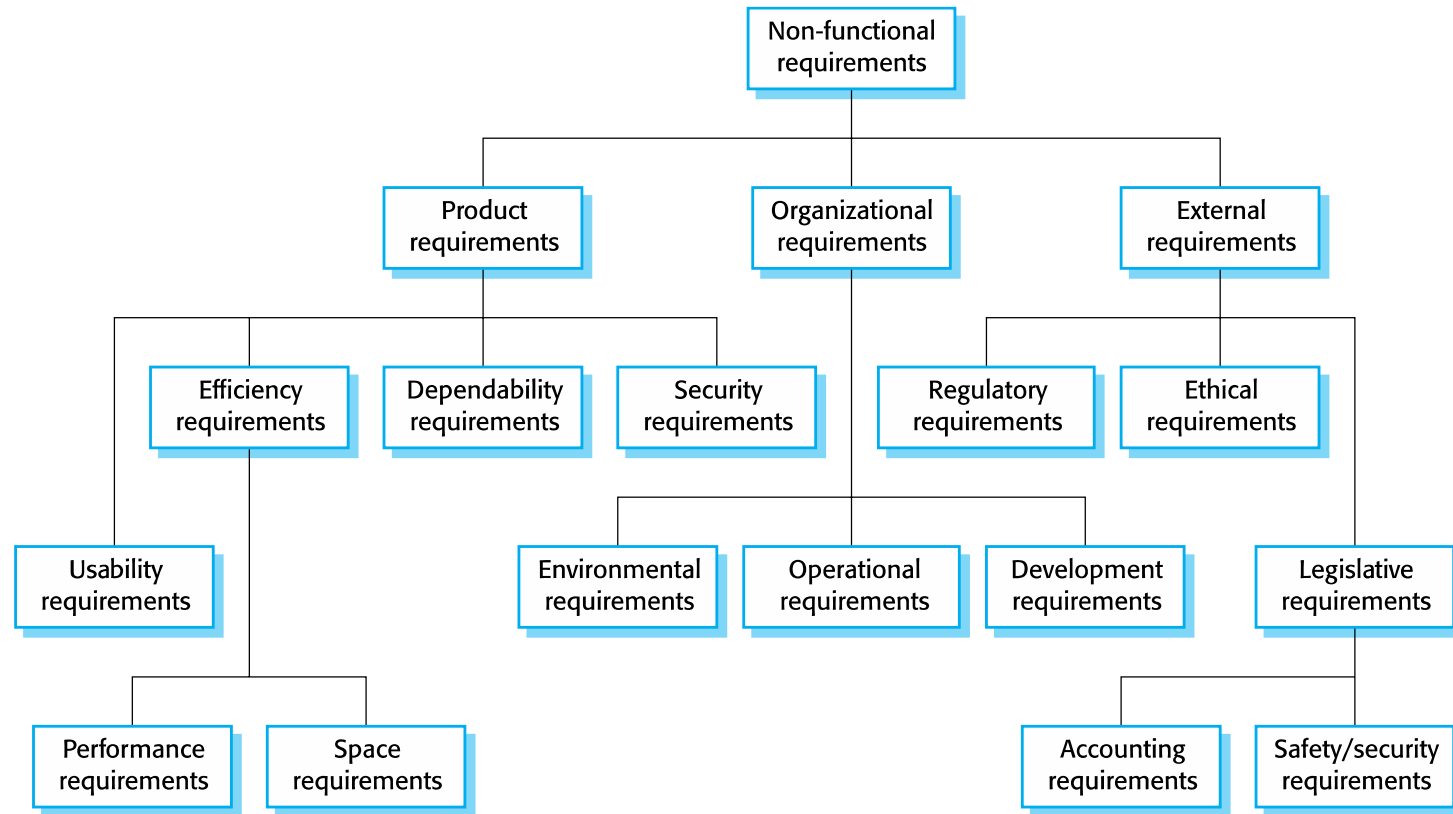 Non-functional
requirements
Product
requirements
Organizational
requirements
External
requirements
Efficiency
requirements
Dependability
requirements
Security
requirements
Regulatory
requirements
Ethical
requirements
Usability
requirements
Environmental
requirements
Operational
requirements
Development
requirements
Legislative
requirements
Performance
requirements
Space
requirements
Accounting
requirements
Safety/security
requirements